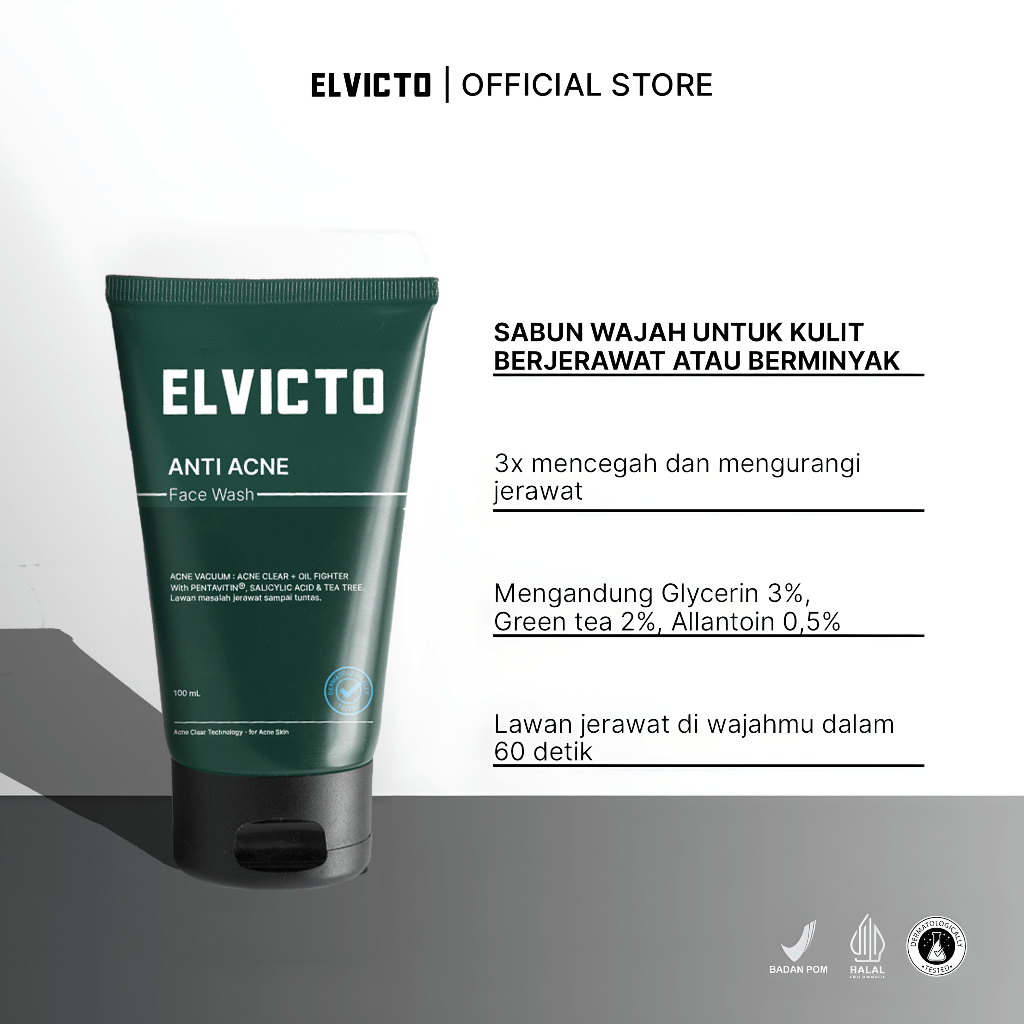 ELVICTO | OFFICIAL STORE
ELVICTO
ANTI ACNE
Face Wash
ACNE VACUUM : ACNE CLEAR + OIL FIGHTER
With PENTAVITIN®, SALICYLIC ACID & TEA TREE.
Lawan masalah jerawat sampai tuntas.
100 mL
Acne Clear Technology - for Acne Skin
SABUN WAJAH UNTUK KULIT
BERJERAWAT ATAU BERMINYAK
3x mencegah dan mengurangi
jerawat
Mengandung Glycerin 3%,
Green tea 2%, Allantoin 0,5%
Lawan jerawat di wajahmu dalam
60 detik
BADAN POM
HALAL
DERMATOLOGICALLY
TESTED